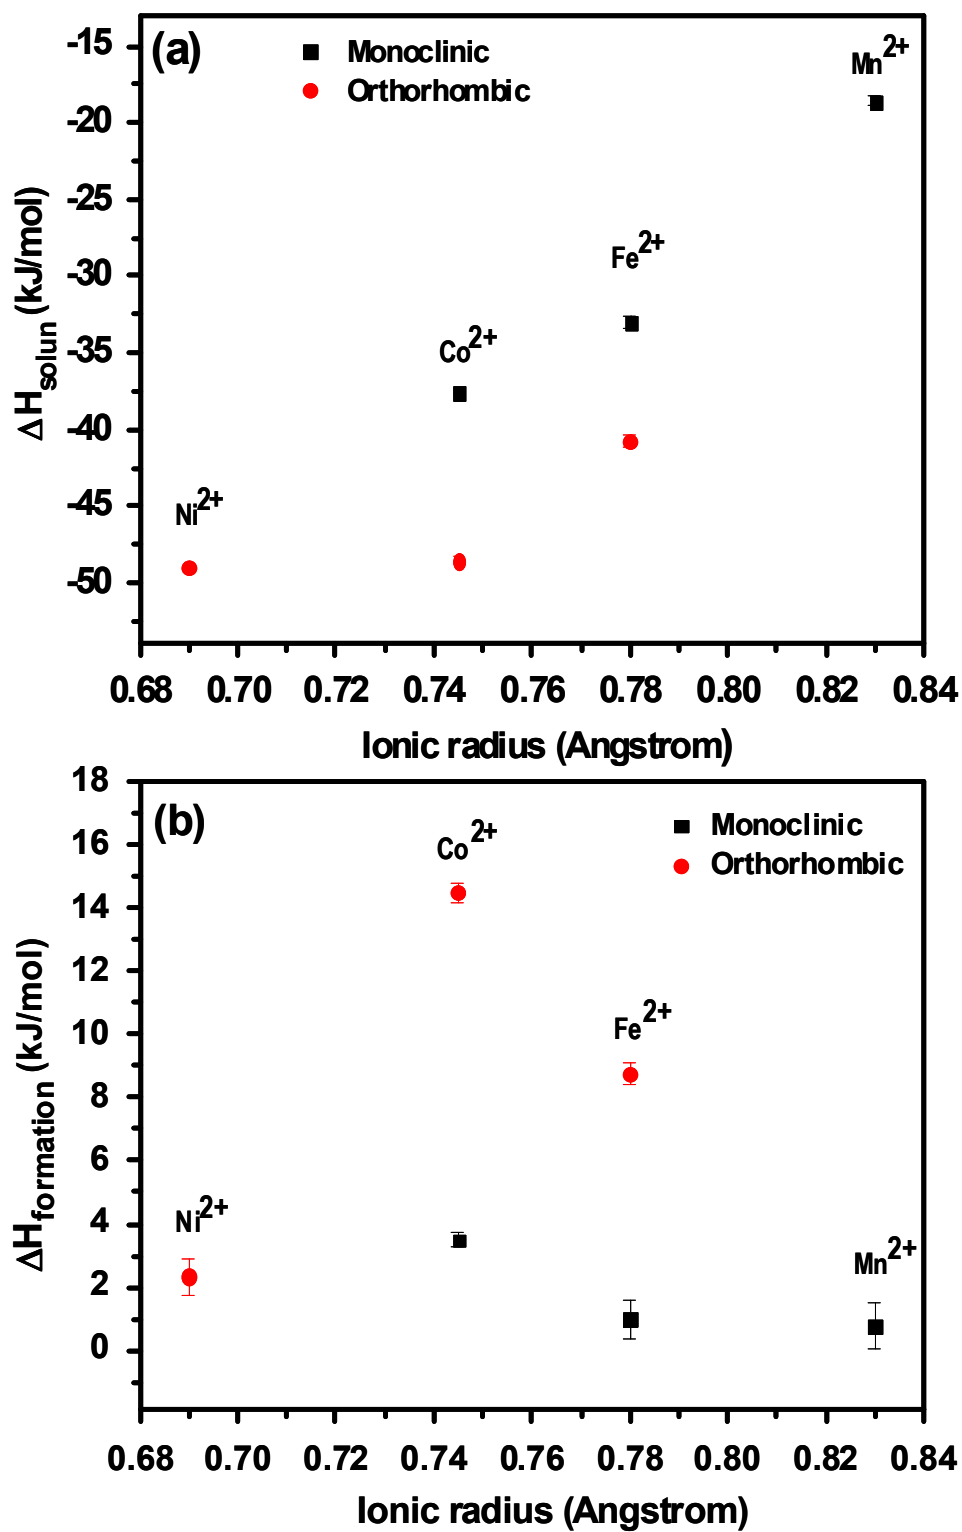 (a)
Monoclinic
Orthorhombic
Mn2+
Fe2+
Co2+
Ni2+
-15
-20
-25
-30
-35
-40
-45
-50
ΔHsolun (kJ/mol)
0.68 0.70 0.72 0.74 0.76 0.78 0.80 0.82 0.84
Ionic radius (Angstrom)
(b)
Monoclinic
Orthorhombic
Co2+
Fe2+
Ni2+
Mn2+
18
16
14
12
10
8
6
4
2
0
ΔHformation (kJ/mol)
0.68 0.70 0.72 0.74 0.76 0.78 0.80 0.82 0.84
Ionic radius (Angstrom)